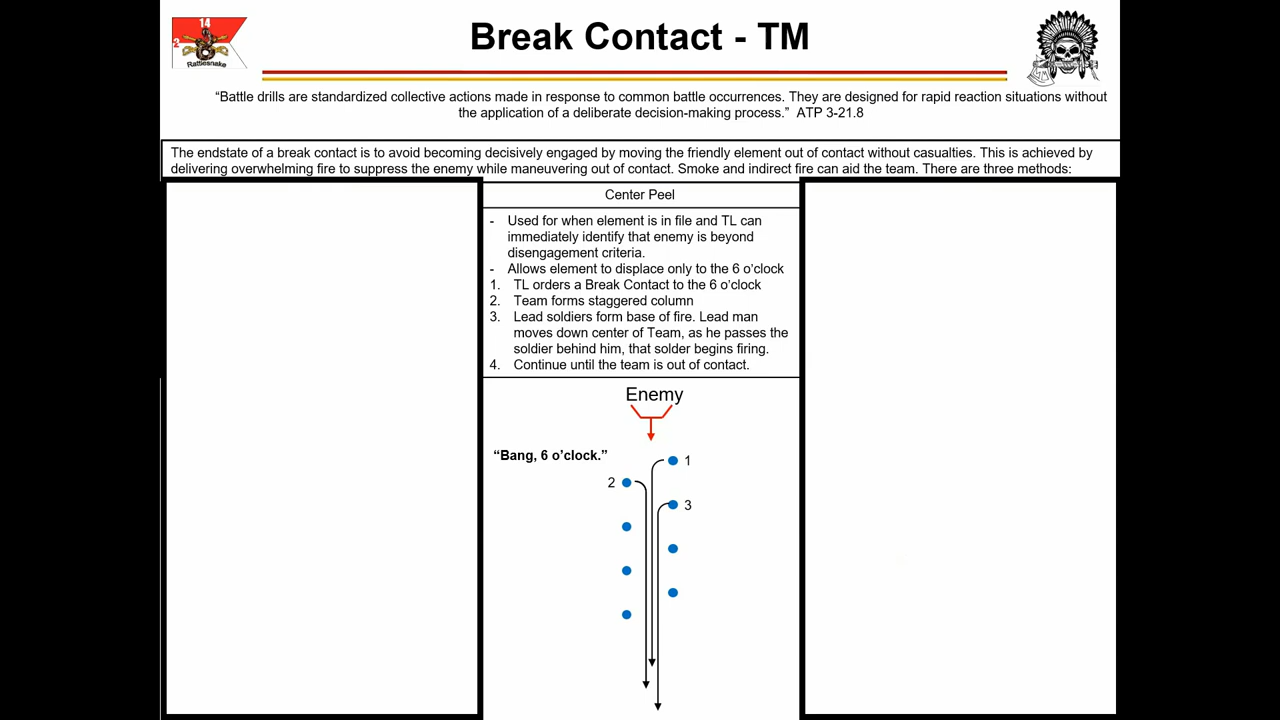 14
2
Rattlesnake
Break Contact - TM
“Battle drills are standardized collective actions made in response to common battle occurrences. They are designed for rapid reaction situations without
the application of a deliberate decision-making process.” ATP 3-21.8
The endstate of a break contact is to avoid becoming decisively engaged by moving the friendly element out of contact without casualties. This is achieved by
delivering overwhelming fire to suppress the enemy while maneuvering out of contact. Smoke and indirect fire can aid the team. There are three methods:
Center Peel
- Used for when element is in file and TL can
immediately identify that enemy is beyond
disengagement criteria.
- Allows element to displace only to the 6 o’clock
1. TL orders a Break Contact to the 6 o’clock
2. Team forms staggered column
3. Lead soldiers form base of fire. Lead man
moves down center of Team, as he passes the
soldier behind him, that solder begins firing.
4. Continue until the team is out of contact.
Enemy
“Bang, 6 o’clock.”
1
2
3